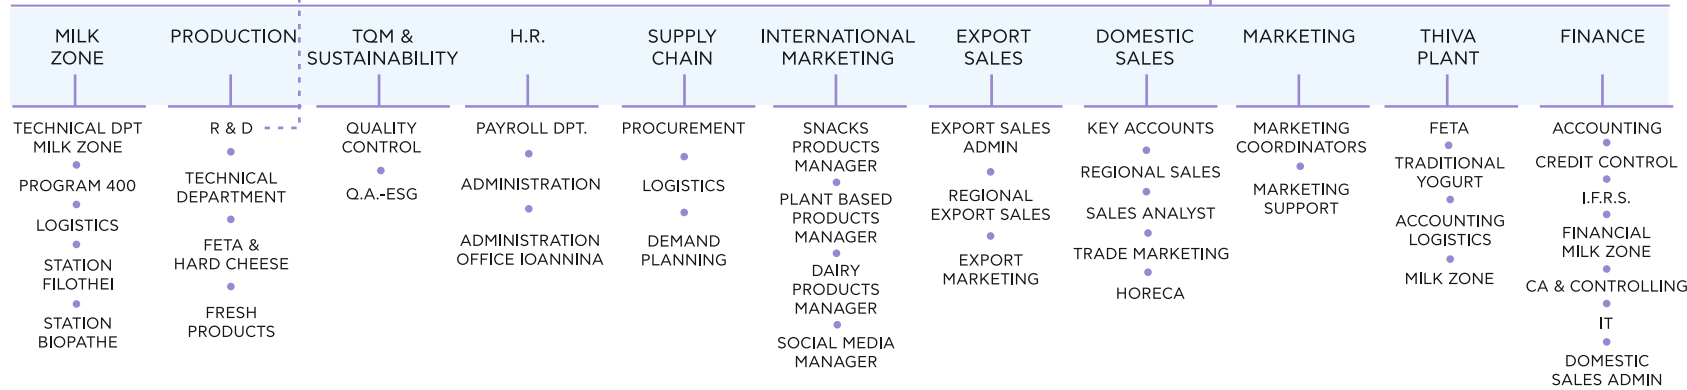 MILK
ZONE
TECHNICAL DPT
MILK ZONE
PROGRAM 400
LOGISTICS
STATION
FILOTHEI
STATION
BIOPATHE
PRODUCTION
R & D
TECHNICAL
DEPARTMENT
FETA &
HARD CHEESE
FRESH
PRODUCTS
TQM &
SUSTAINABILITY
QUALITY
CONTROL
Q.A.-ESG
H.R.
PAYROLL DPT.
ADMINISTRATION
ADMINISTRATION
OFFICE IOANNINA
SUPPLY
CHAIN
PROCUREMENT
LOGISTICS
DEMAND
PLANNING
INTERNATIONAL
MARKETING
SNACKS
PRODUCTS
MANAGER
PLANT BASED
PRODUCTS
MANAGER
DAIRY
PRODUCTS
MANAGER
SOCIAL MEDIA
MANAGER
EXPORT
SALES
EXPORT SALES
ADMIN
REGIONAL
EXPORT SALES
EXPORT
MARKETING
DOMESTIC
SALES
KEY ACCOUNTS
REGIONAL SALES
SALES ANALYST
TRADE MARKETING
HORECA
MARKETING
MARKETING
COORDINATORS
MARKETING
SUPPORT
THIVA
PLANT
FETA
TRADITIONAL
YOGURT
ACCOUNTING
LOGISTICS
MILK ZONE
FINANCE
ACCOUNTING
CREDIT CONTROL
I.F.R.S.
FINANCIAL
MILK ZONE
CA & CONTROLLING
IT
DOMESTIC
SALES ADMIN